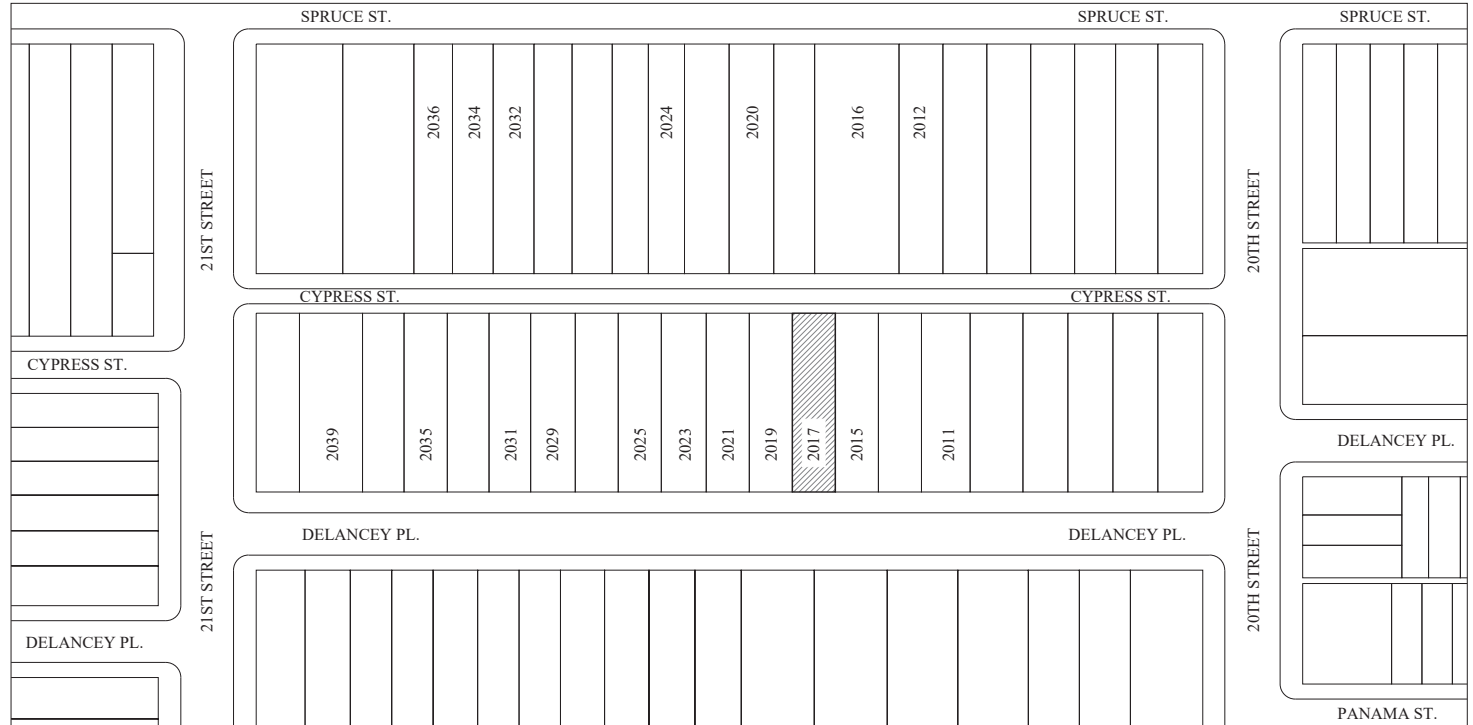 SPRUCE ST.
SPRUCE ST.
SPRUCE ST.
2036
2034
2032
2024
2020
2016
2012
21ST STREET
20TH STREET
CYPRESS ST.
CYPRESS ST.
CYPRESS ST.
2039
2035
2031
2029
2025
2023
2021
2019
2017
2015
2011
DELANCEY PL.
DELANCEY PL.
DELANCEY PL.
21ST STREET
20TH STREET
DELANCEY PL.
PANAMA ST.